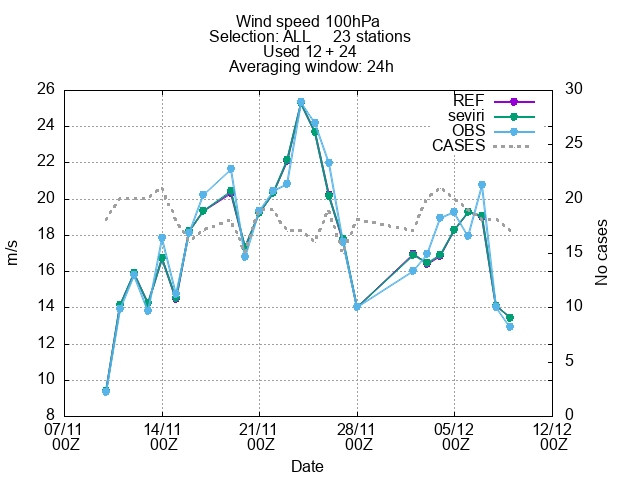 Wind speed 100hPa
Selection: ALL 23 stations
Used 12 + 24
Averaging window: 24h
26 30
REF
24 seviri 25
OBS
22 CASES
20 20
18
m/s No cases
16 15
14 10
12
10 5
8 0
07/11 14/11 21/11 28/11 05/12 12/12
00Z 00Z 00Z 00Z 00Z 00Z
Date